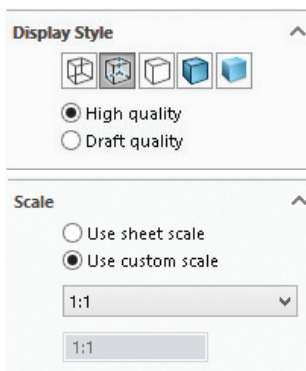 Display Style
High quality
Draft quality
Scale
Use sheet scale
Use custom scale
1:1
1:1